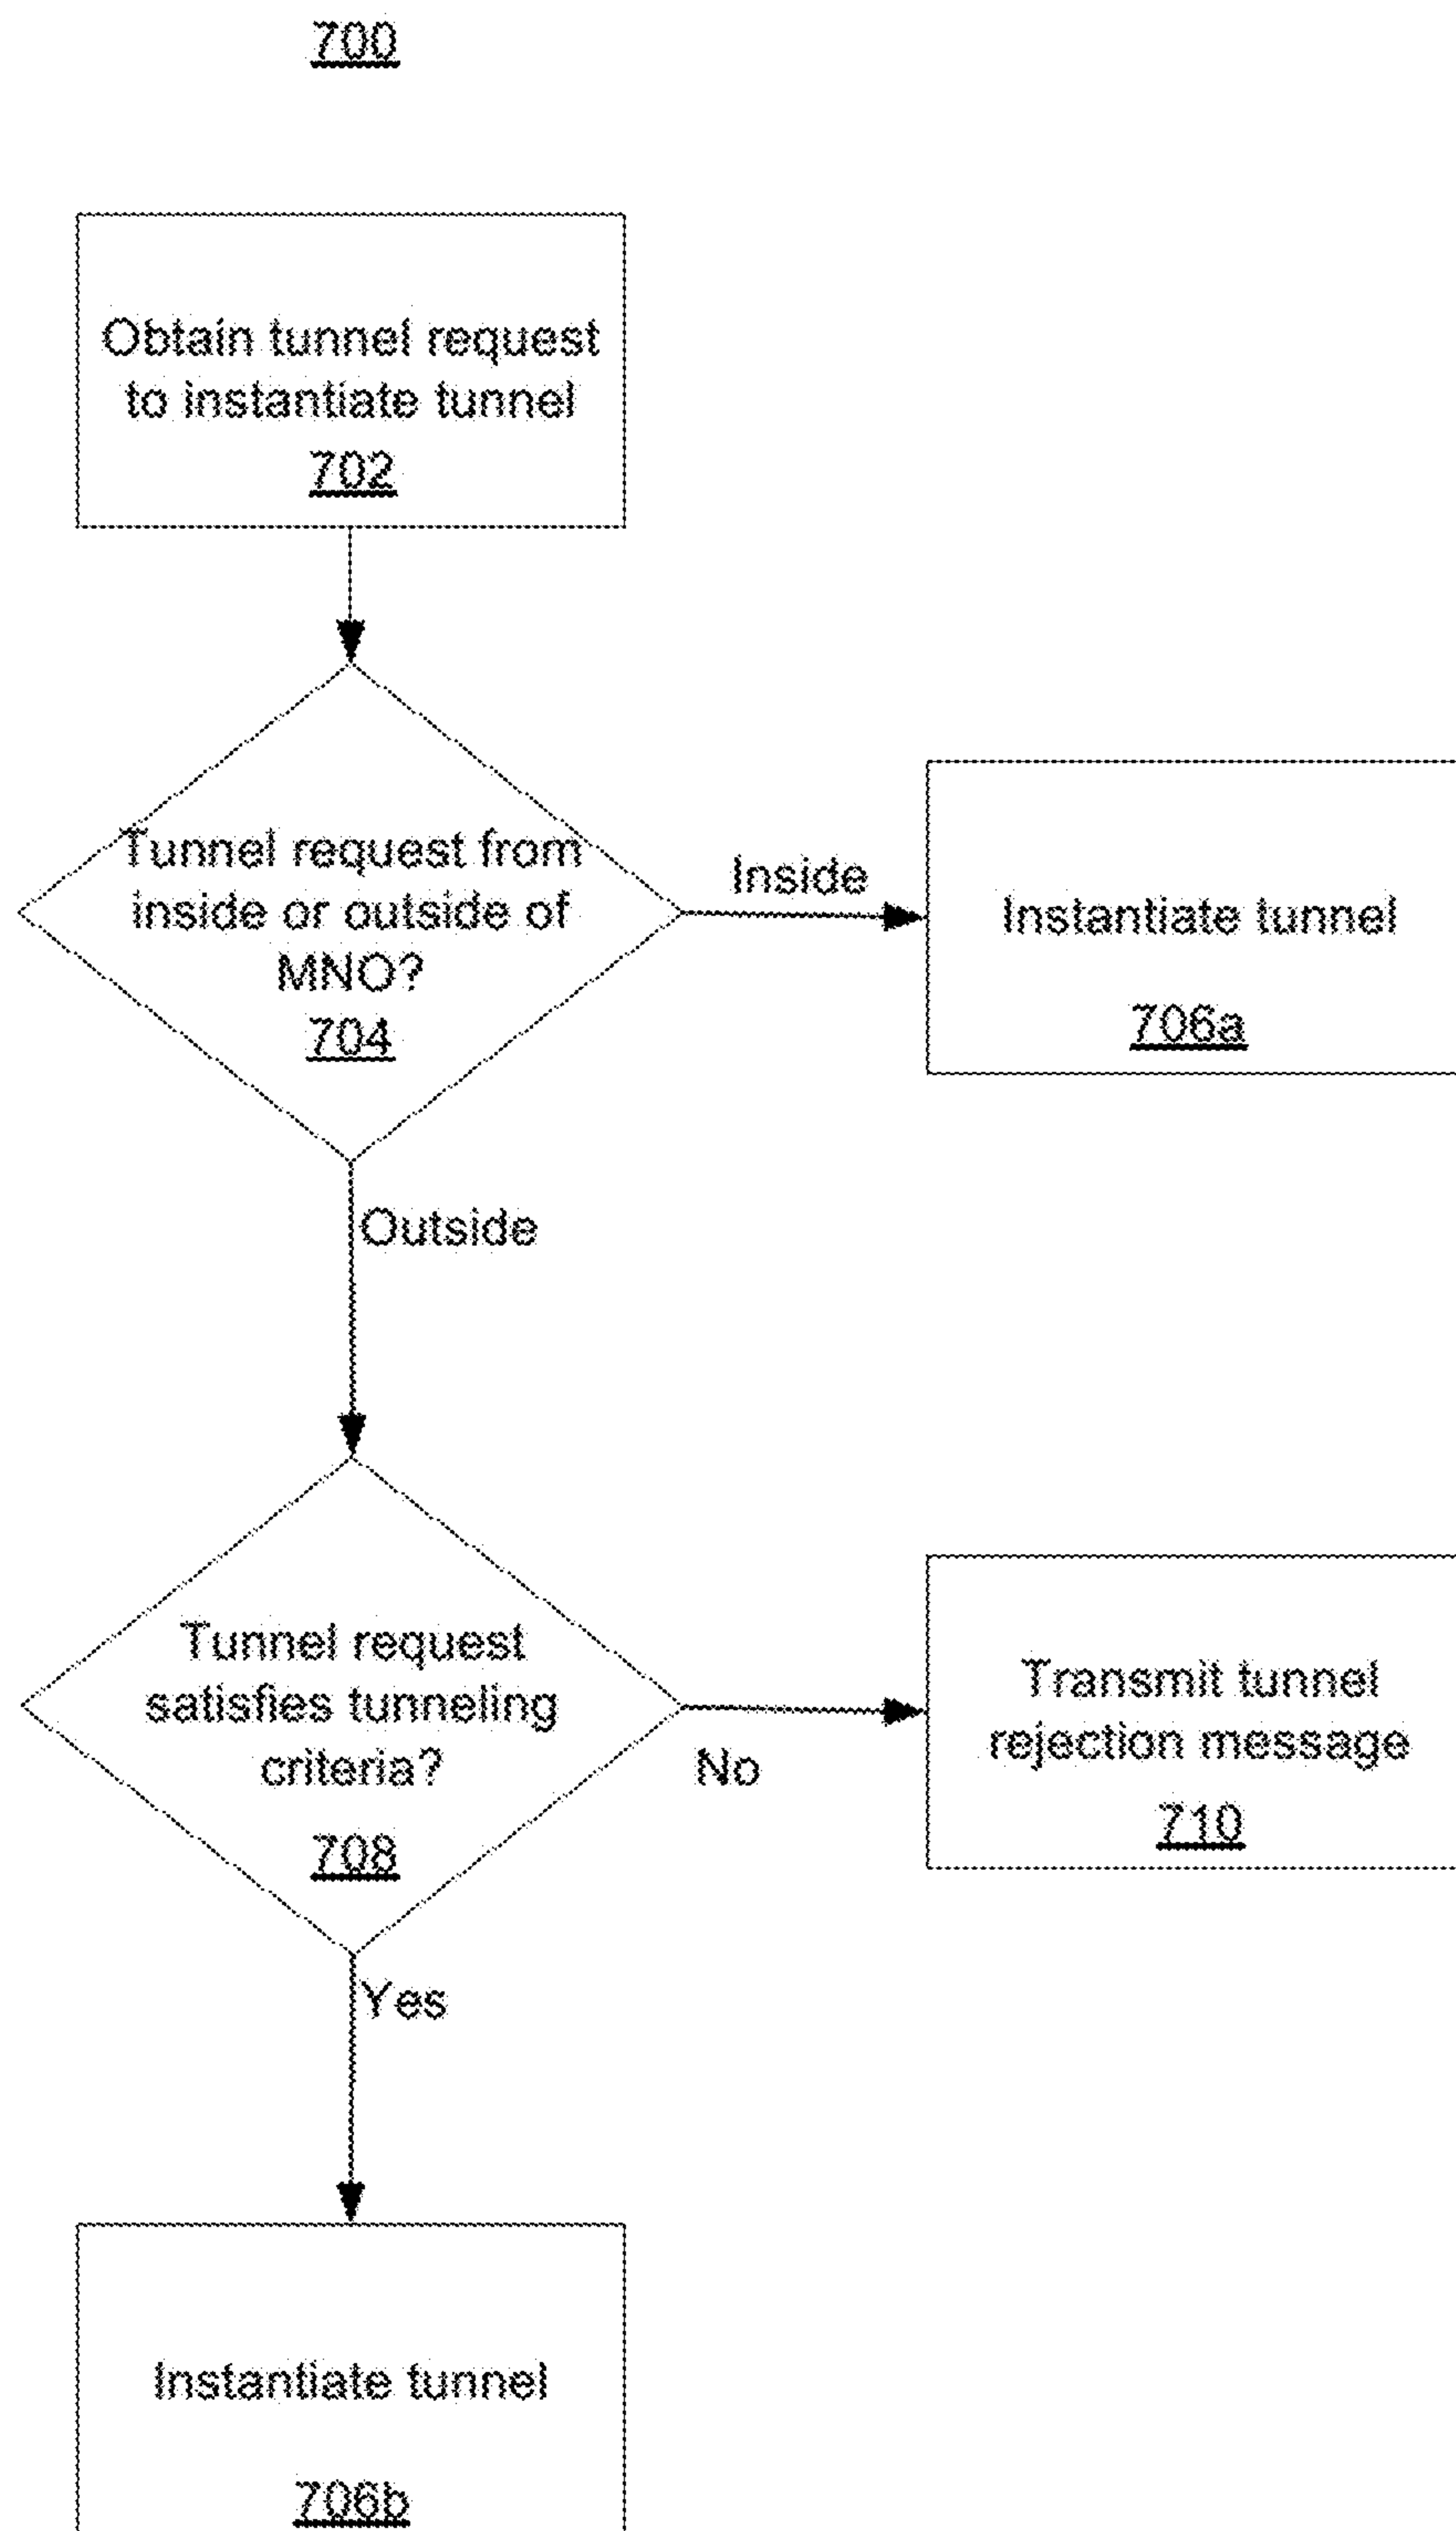 700
Obtain tunnel request
to instantiate tunnel
702
Tunnel request from
inside or outside of
MNO?
704
Inside
Instantiate tunnel
706a
Outside
Tunnel request
satisfies tunneling
criteria?
708
No
Transmit tunnel
rejection message
710
Yes
Instantiate tunnel
706b